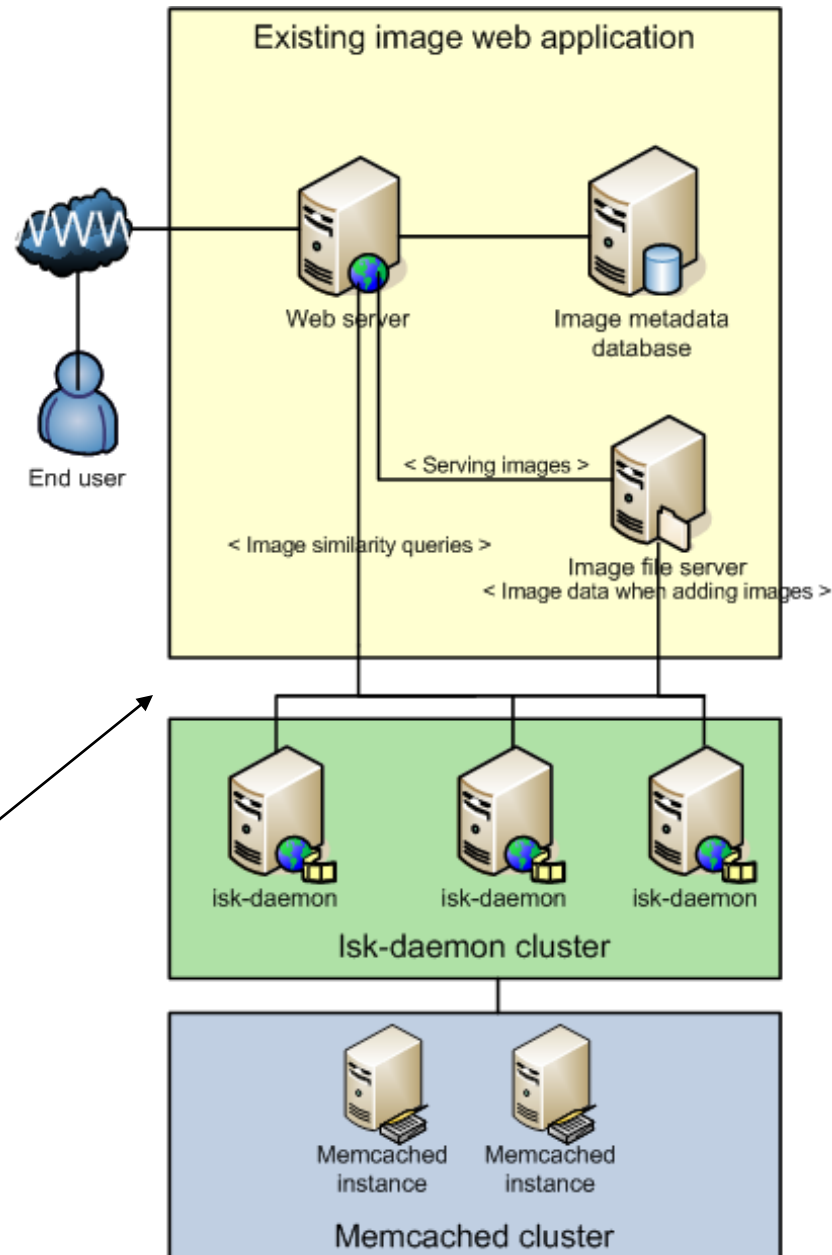 Existing image web application
WWW
Web server
Image metadata
database
End user
< Serving images >
< Image similarity queries >
Image file server
< Image data when adding images >
isk-daemon
isk-daemon
isk-daemon
Isk-daemon cluster
Memcached
instance
Memcached
instance
Memcached cluster